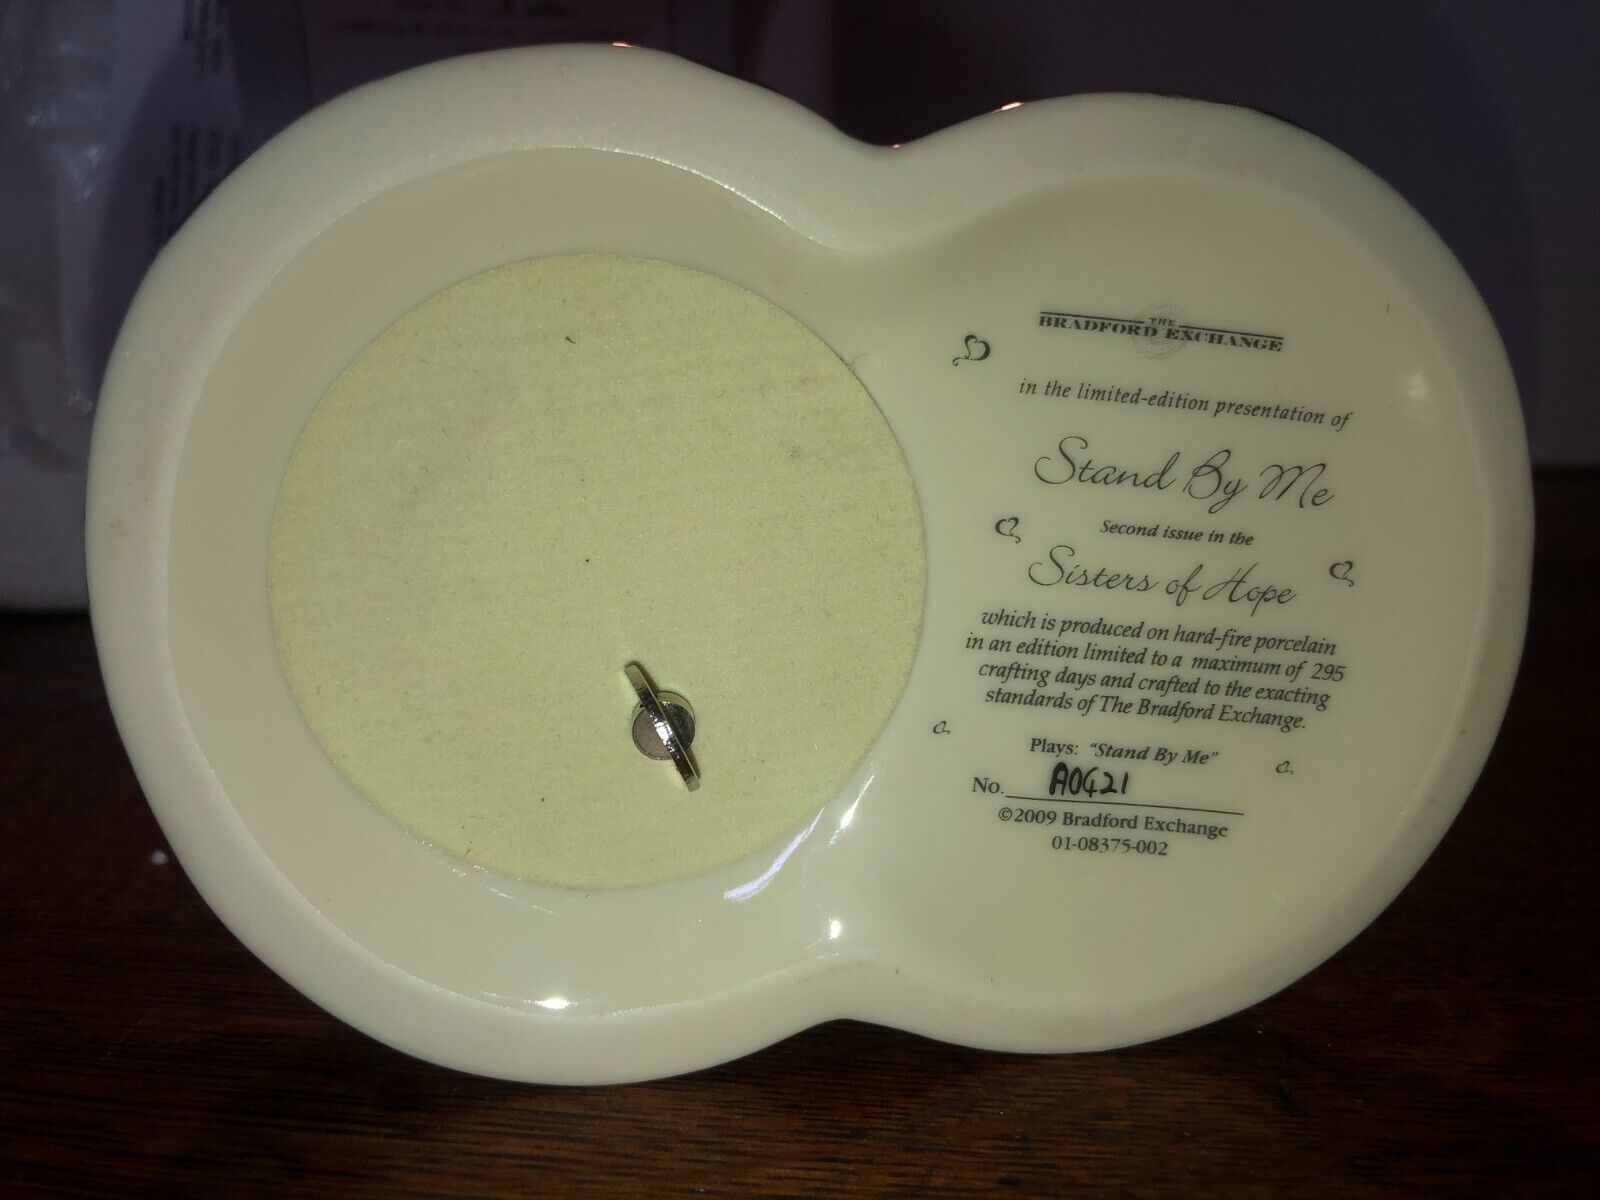 THE
BRADFORD EXCHANGE
in the limited-edition presentation of
Stand By Me
Second issue in the
Sisters of Hope
which is produced on hard-fire porcelain
in an edition limited to a maximum of 295
crafting days and crafted to the exacting
standards of The Bradford Exchange.
Plays: "Stand By Me"
No. A0421
©2009 Bradford Exchange
01-08375-002